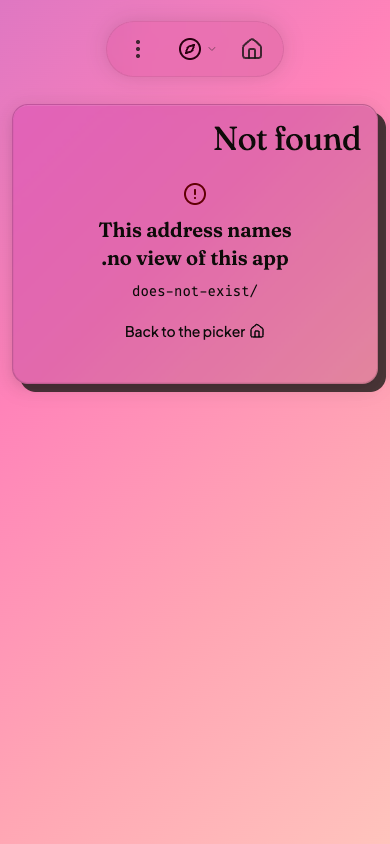 Not found
This address names
.no view of this app
does-not-exist/
Back to the picker